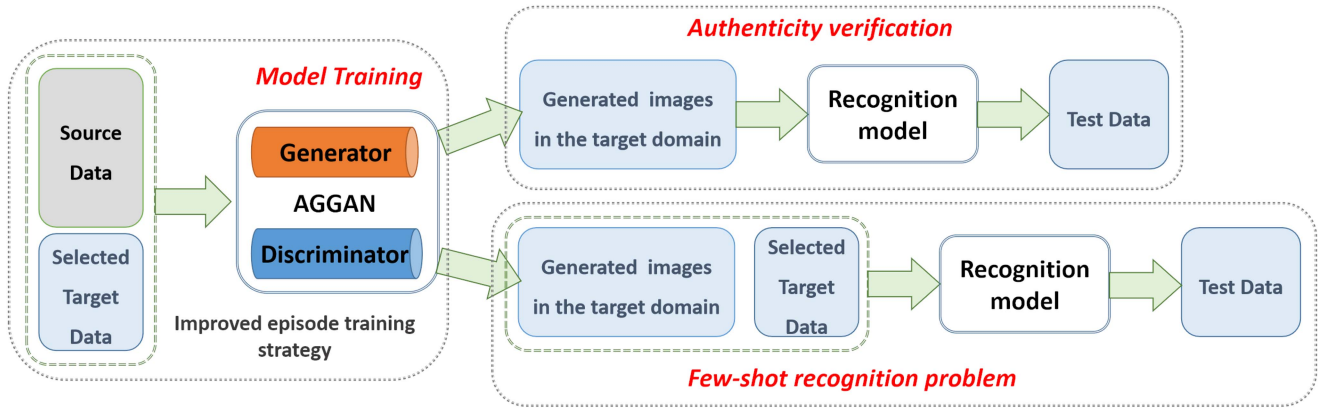 Model Training
Source
Data
Selected
Target
Data
Generator
AGGAN
Discriminator
Improved episode training
strategy
Authenticity verification
Generated images
in the target domain
Recognition
model
Test Data
Generated images
in the target domain
Selected
Target
Data
Recognition
model
Test Data
Few-shot recognition problem